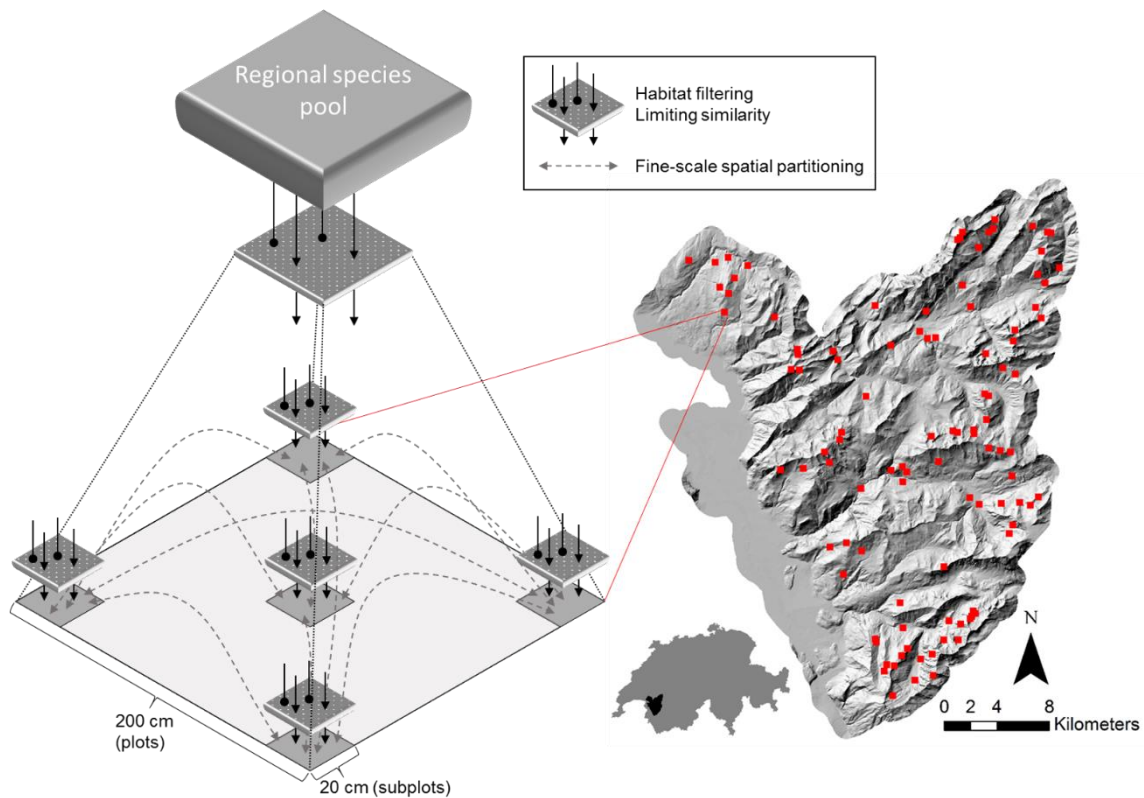 Regional species
pool
Habitat filtering
Limiting similarity
Fine-scale spatial partitioning
200 cm
(plots)
20 cm (subplots)
N
0 2 4 8
Kilometers